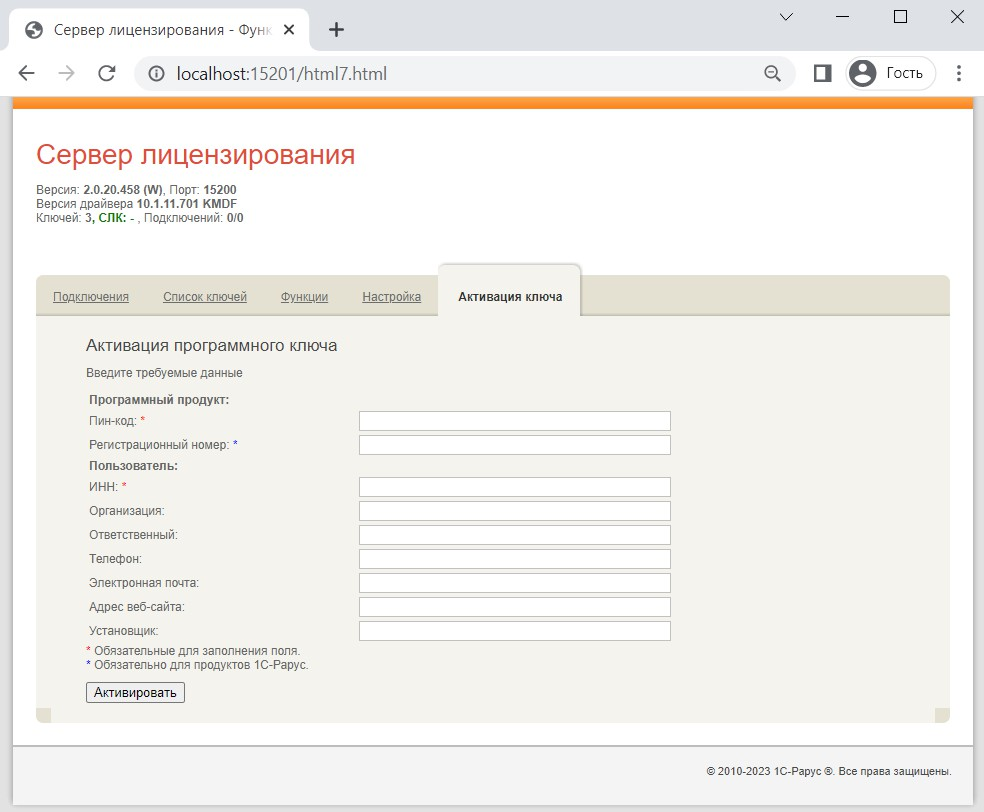 Сервер лицензирования - Функ
localhost:15201/html7.html
Гость
Сервер лицензирования
Версия: 2.0.20.458 (W), Порт: 15200
Версия драйвера 10.1.11.701 KMDF
Ключей: 3, СЛК: - , Подключений: 0/0
Подключения Список ключей Функции Настройка Активация ключа
Активация программного ключа
Введите требуемые данные
Программный продукт:
Пин-код: *
Регистрационный номер: *
Пользователь:
ИНН: *
Организация:
Ответственный:
Телефон:
Электронная почта:
Адрес веб-сайта:
Установщик:
* Обязательные для заполнения поля.
* Обязательно для продуктов 1С-Рарус.
Активировать
© 2010-2023 1С-Рарус ®. Все права защищены.